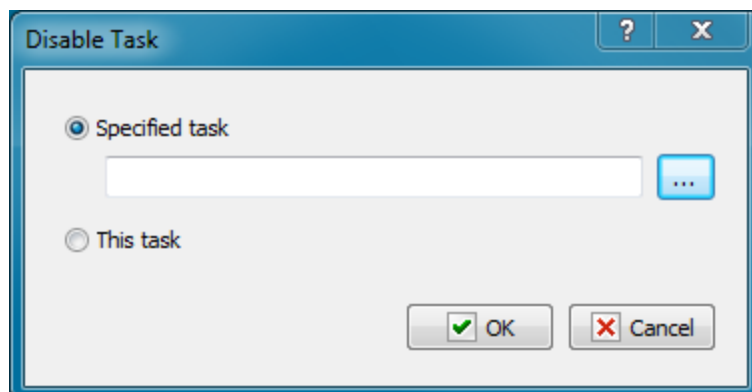 Disable Task
?
Specified task
...
This task
OK
Cancel